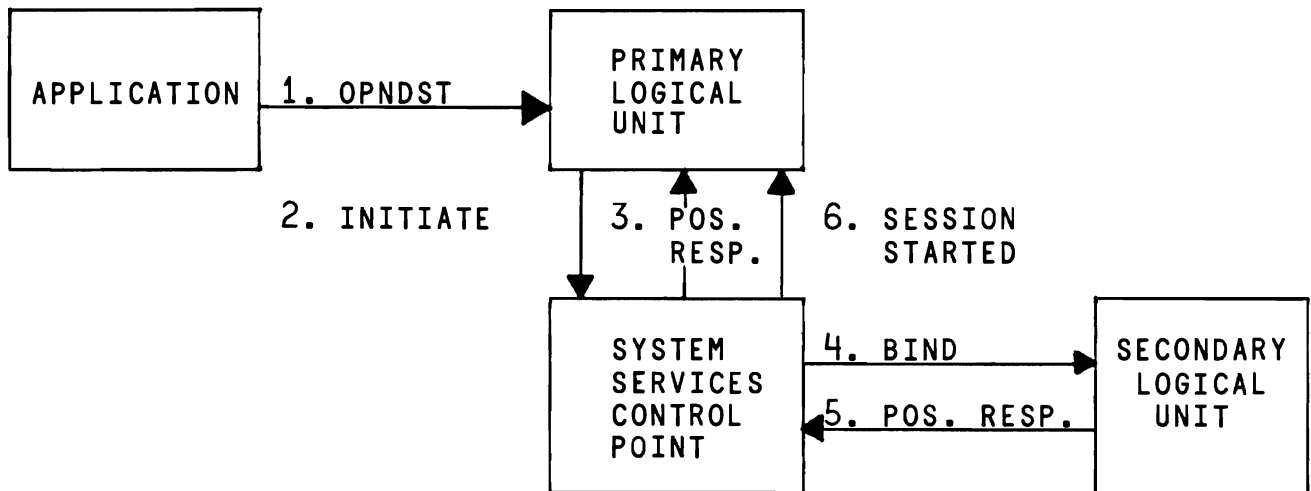 APPLICATION
1. OPNDST
PRIMARY
LOGICAL
UNIT
2. INITIATE
3. POS.
RESP.
6. SESSION
STARTED
SYSTEM
SERVICES
CONTROL
POINT
4. BIND
5. POS. RESP.
SECONDARY
LOGICAL
UNIT